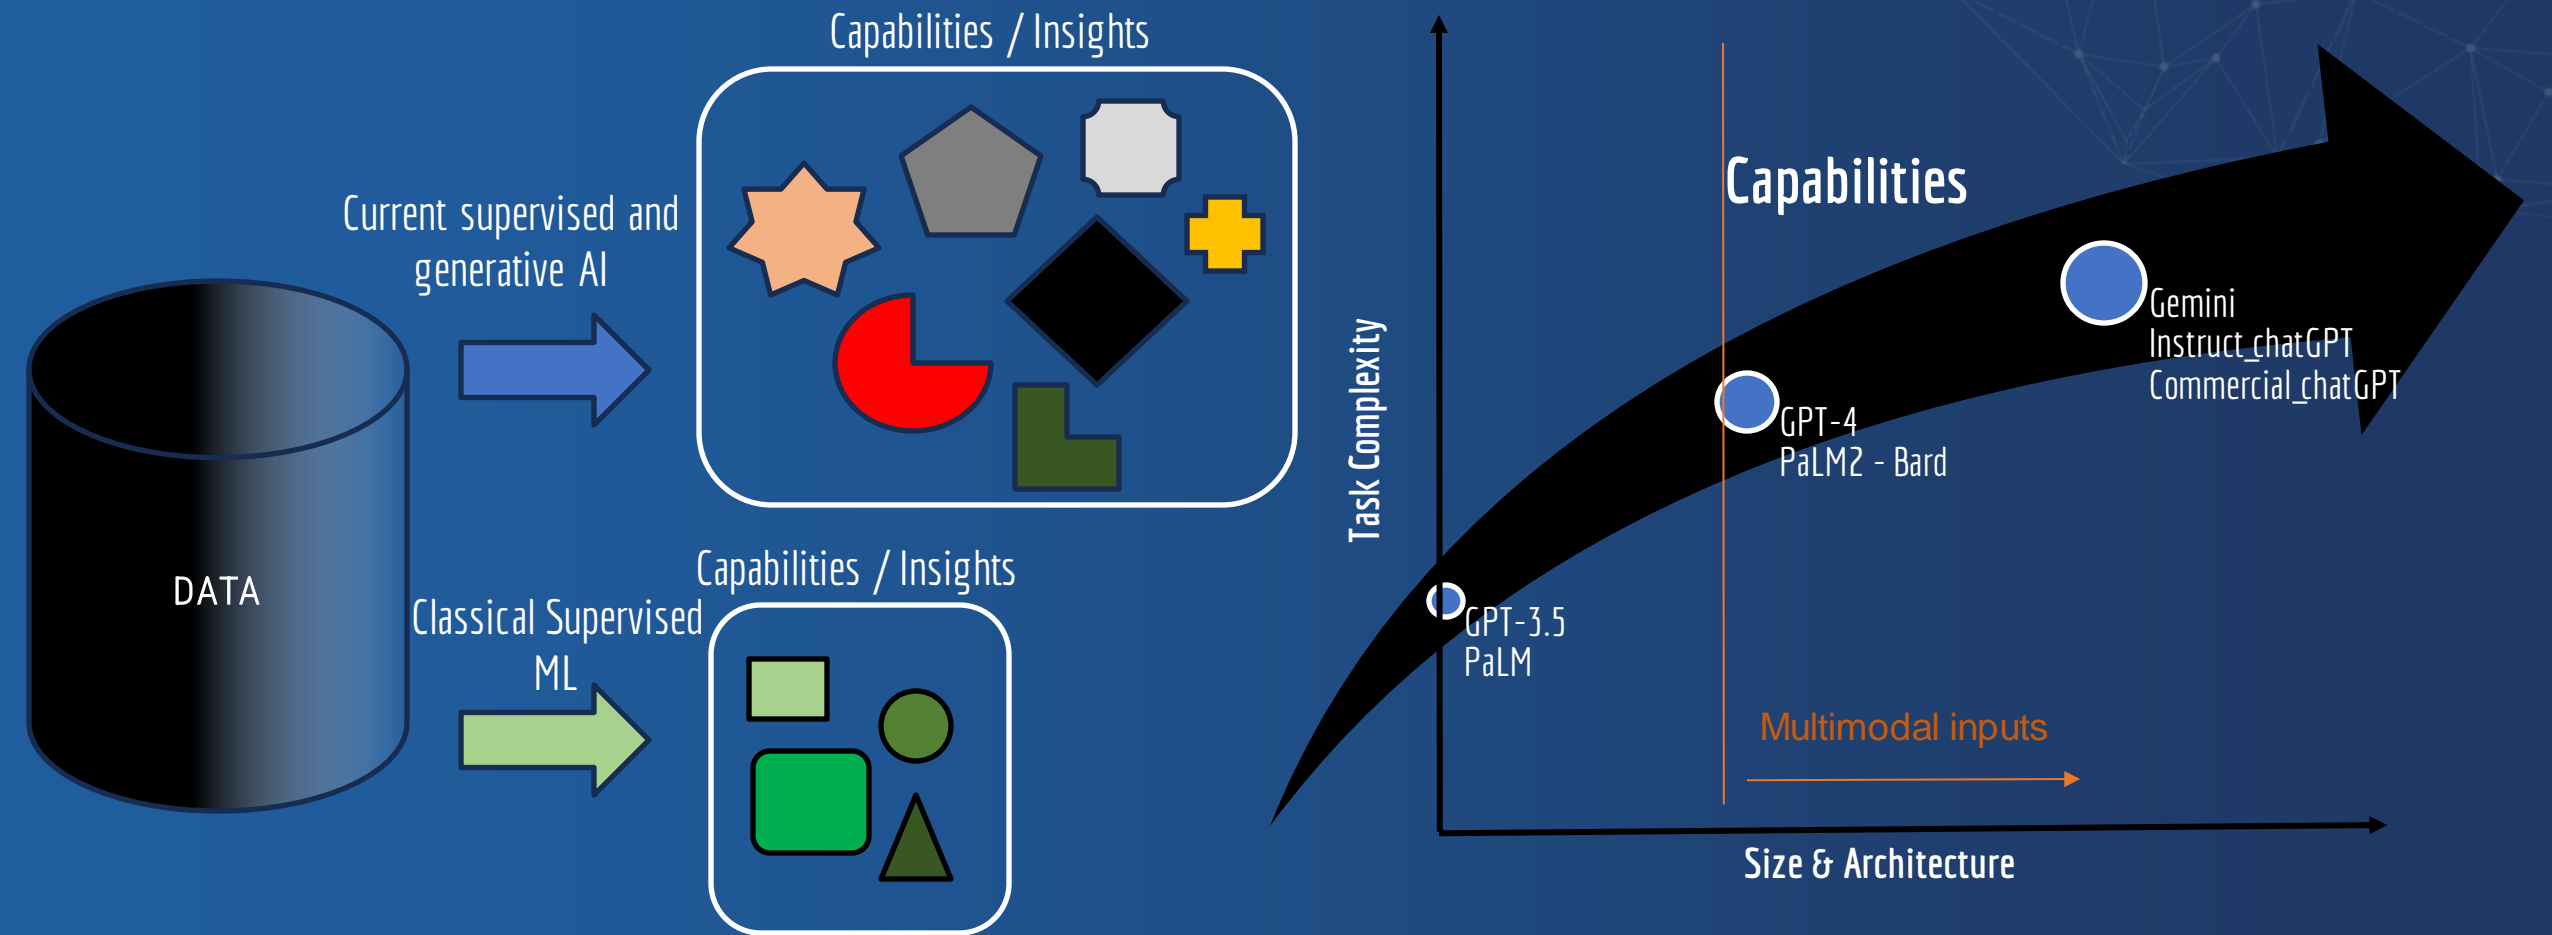 Capabilities / Insights
Current supervised and
generative AI
DATA
Classical Supervised
ML
Capabilities / Insights
Task Complexity
Capabilities
Gemini
Instruct_chatGPT
Commercial_chatGPT
GPT-4
PaLM2 - Bard
GPT-3.5
PaLM
Multimodal inputs
Size & Architecture